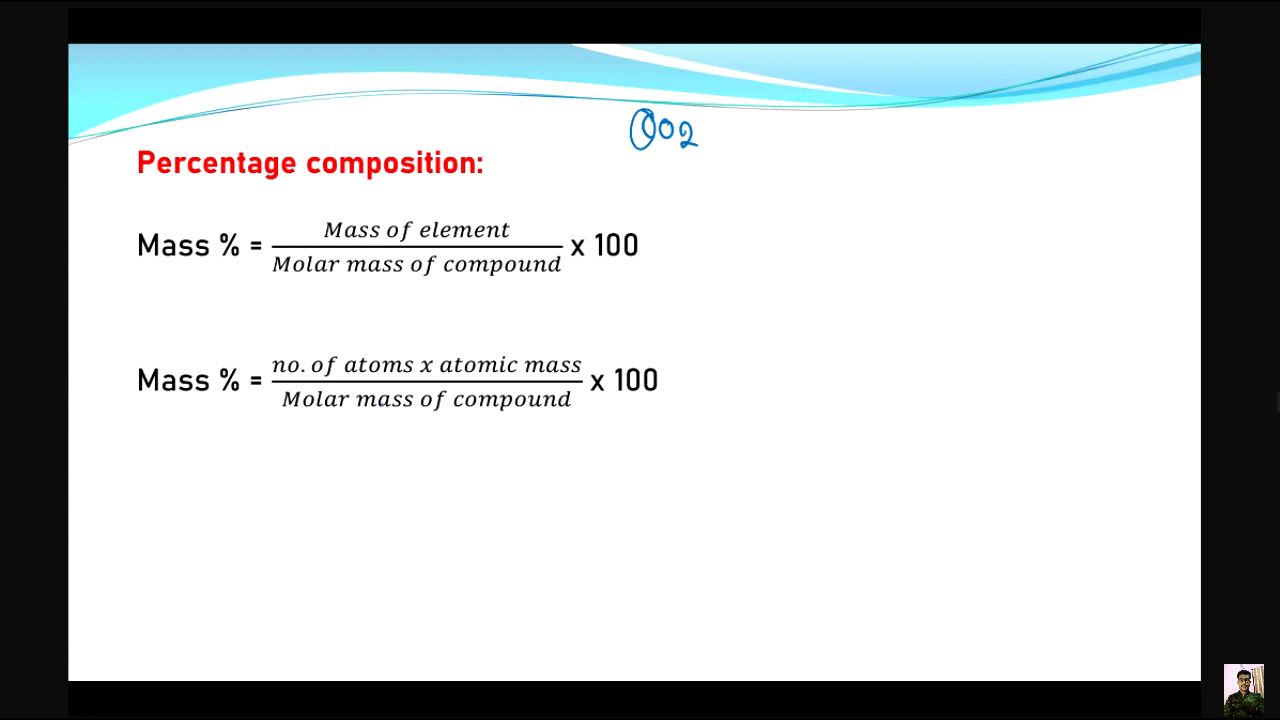 CO2
Percentage composition:
Mass % = Mass of element / Molar mass of compound x 100
Mass % = no. of atoms x atomic mass / Molar mass of compound x 100